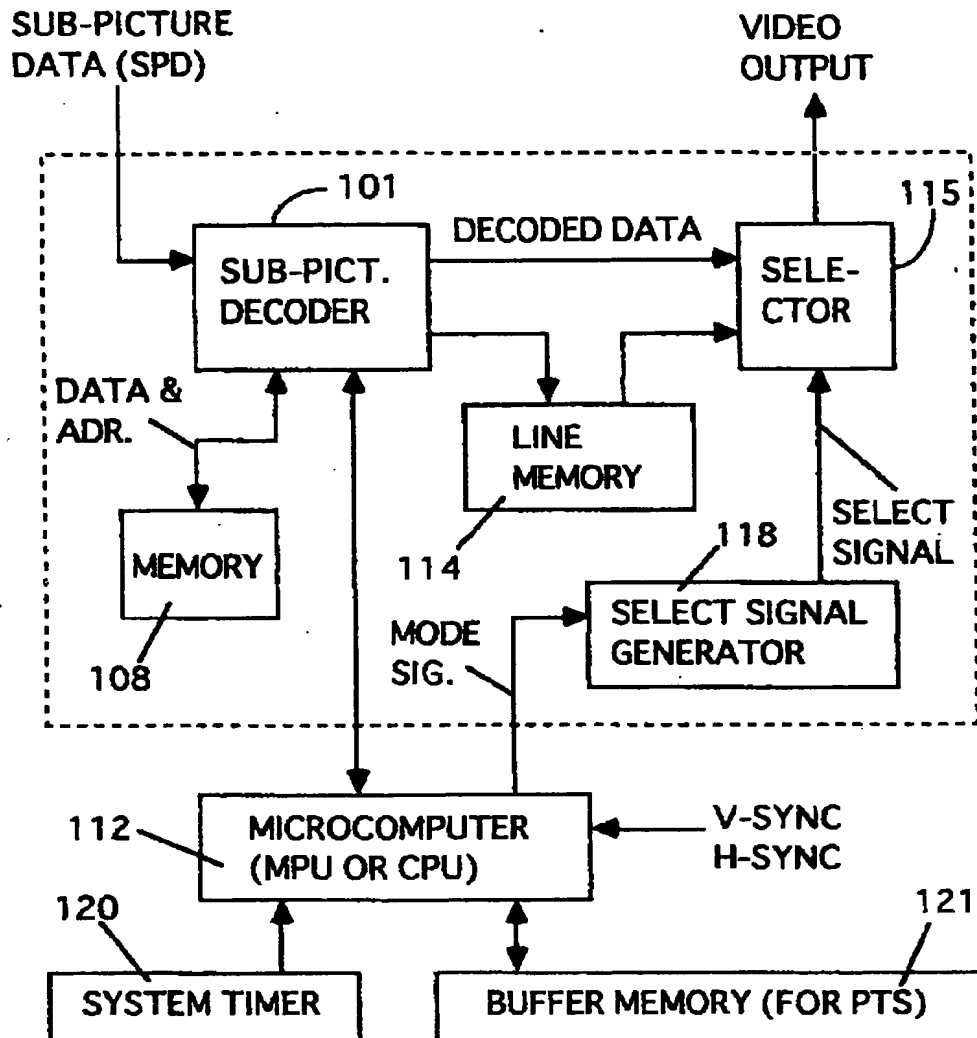 SUB-PICTURE
DATA (SPD)
VIDEO
OUTPUT
101
115
DECODED DATA
SUB-PICT.
DECODER
SELE-
CTOR
DATA &
ADR.
LINE
MEMORY
SELECT
SIGNAL
MEMORY
114
118
MODE
SIG.
SELECT SIGNAL
GENERATOR
108
112
MICROCOMPUTER
(MPU OR CPU)
V-SYNC
H-SYNC
120
121
SYSTEM TIMER
BUFFER MEMORY (FOR PTS)